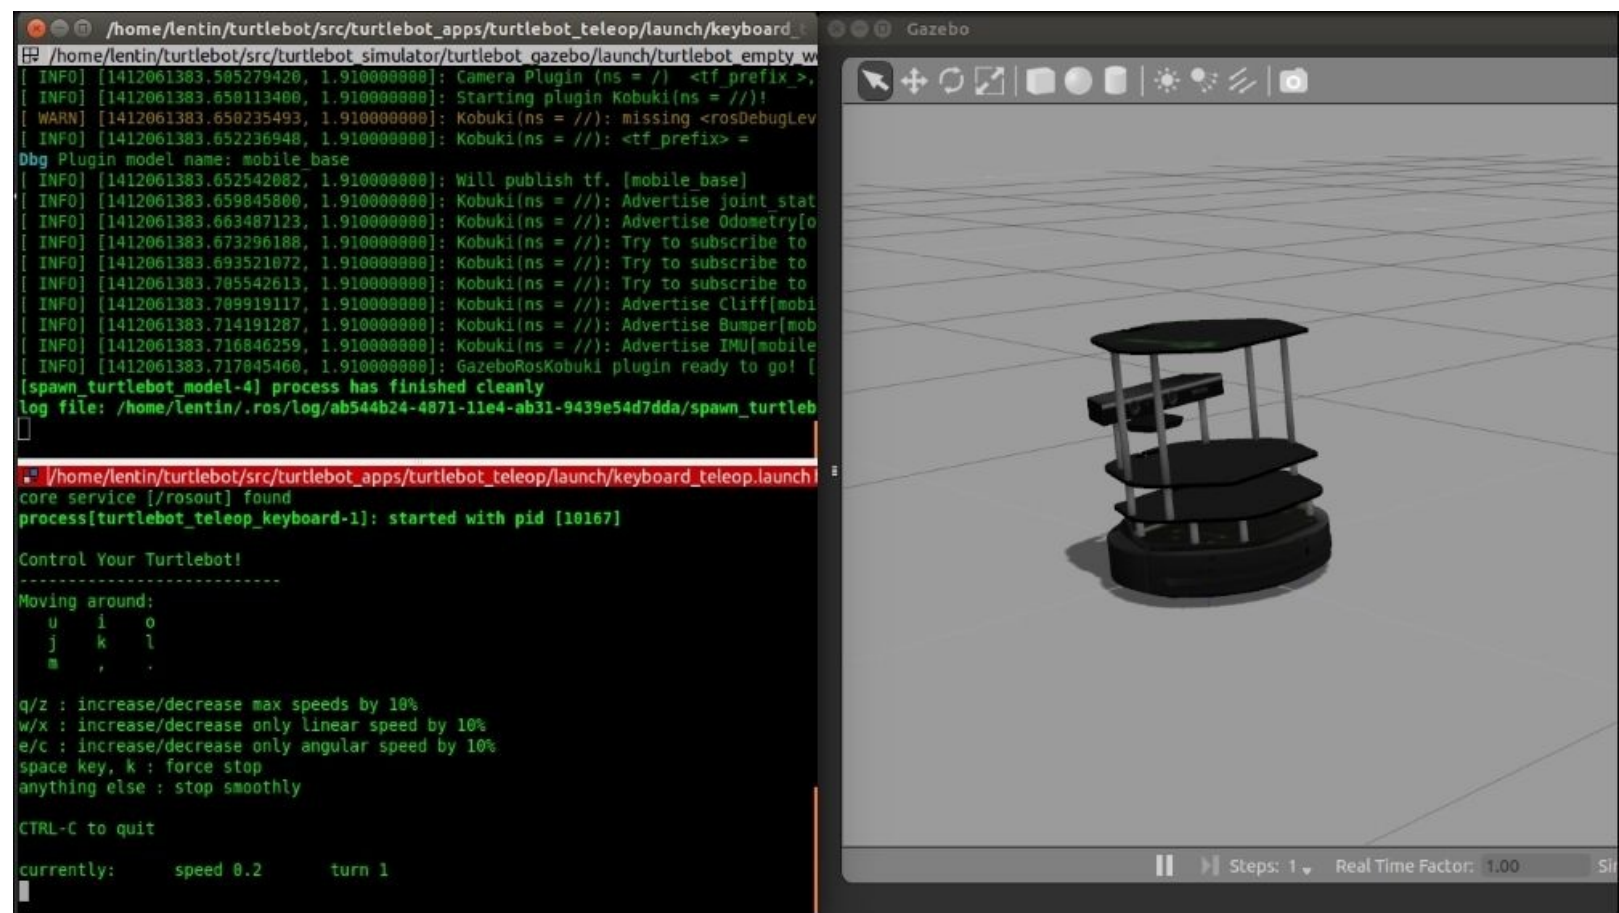 /home/lentin/turtlebot/src/turtlebot_apps/turtlebot_teleop/launch/keyboard_t
/home/lentin/turtlebot/src/turtlebot_simulator/turtlebot_gazebo/launch/turtlebot_empty_w
[ INFO] [1412061383.505279420, 1.910000000]: Camera Plugin (ns = /) <tf_prefix_>,
[ INFO] [1412061383.650113400, 1.910000000]: Starting plugin Kobuki(ns = //)!
[ WARN] [1412061383.650235493, 1.910000000]: Kobuki(ns = //): missing <rosDebugLev
[ INFO] [1412061383.652236948, 1.910000000]: Kobuki(ns = //): <tf_prefix> =
Dbg Plugin model name: mobile_base
[ INFO] [1412061383.652542082, 1.910000000]: Will publish tf. [mobile_base]
[ INFO] [1412061383.659845800, 1.910000000]: Kobuki(ns = //): Advertise joint_stat
[ INFO] [1412061383.663487123, 1.910000000]: Kobuki(ns = //): Advertise Odometry[o
[ INFO] [1412061383.673296188, 1.910000000]: Kobuki(ns = //): Try to subscribe to
[ INFO] [1412061383.693521072, 1.910000000]: Kobuki(ns = //): Try to subscribe to
[ INFO] [1412061383.705542613, 1.910000000]: Kobuki(ns = //): Try to subscribe to
[ INFO] [1412061383.709919117, 1.910000000]: Kobuki(ns = //): Advertise Cliff[mobi
[ INFO] [1412061383.714191287, 1.910000000]: Kobuki(ns = //): Advertise Bumper[mob
[ INFO] [1412061383.716846259, 1.910000000]: Kobuki(ns = //): Advertise IMU[mobile
[ INFO] [1412061383.717045460, 1.910000000]: GazeboRosKobuki plugin ready to go! [
[spawn_turtlebot_model-4] process has finished cleanly
log file: /home/lentin/.ros/log/ab544b24-4871-11e4-ab31-9439e54d7dda/spawn_turtleb
/home/lentin/turtlebot/src/turtlebot_apps/turtlebot_teleop/launch/keyboard_teleop.launch
core service [/rosout] found
process[turtlebot_teleop_keyboard-1]: started with pid [10167]
Control Your Turtlebot!
---------------------------
Moving around:
u i o
j k l
m , .
q/z : increase/decrease max speeds by 10%
w/x : increase/decrease only linear speed by 10%
e/c : increase/decrease only angular speed by 10%
space key, k : force stop
anything else : stop smoothly
CTRL-C to quit
currently: speed 0.2 turn 1
Gazebo
Steps: 1 Real Time Factor: 1.00 Si